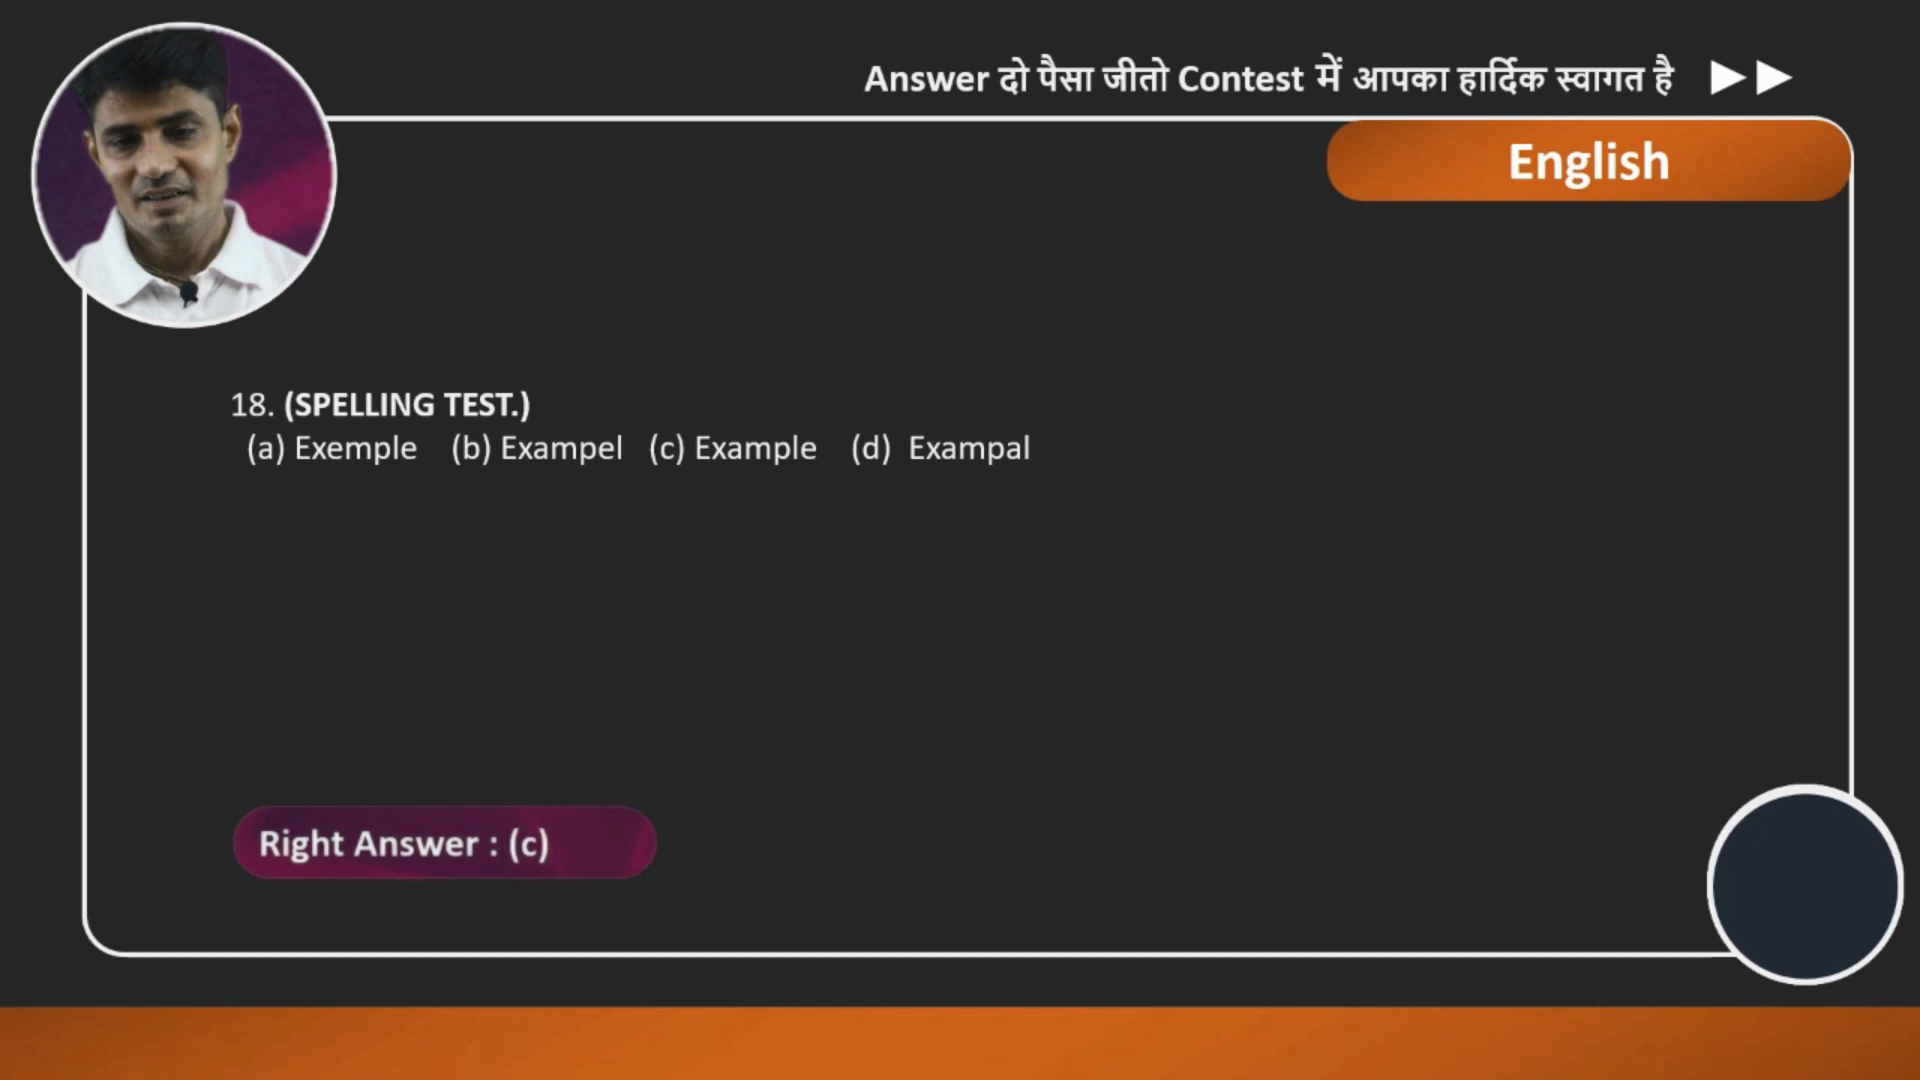 Answer दो पैसा जीतो Contest में आपका हार्दिक स्वागत है
English
18. (SPELLING TEST.)
(a) Exemple (b) Exampel (c) Example (d) Exampal
Right Answer : (c)